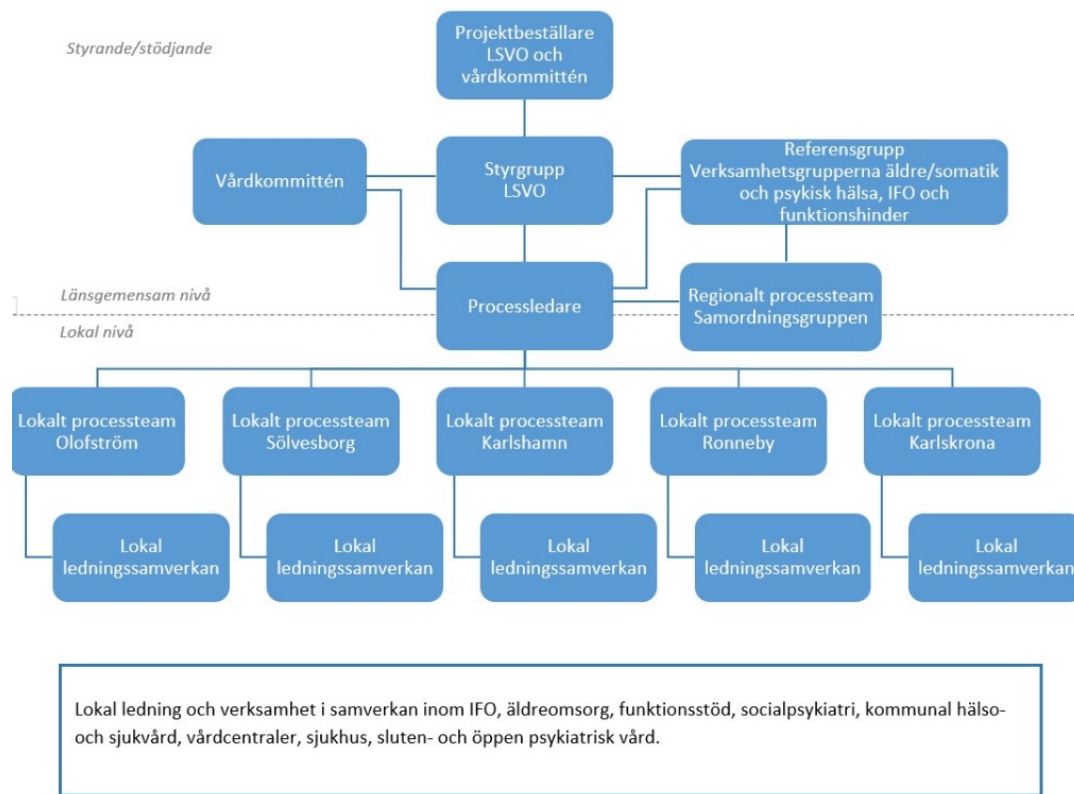 Styrande/stödjande
Projektbeställare
LSVO och
vårdkommittén
Vårdkommittén
Styrgrupp
LSVO
Referensgrupp
Verksamhetsgrupperna äldre/somatik
och psykisk hälsa, IFO och
funktionshinder
Länsgemensam nivå
Processledare
Regionalt processteam
Samordningsgruppen
Lokal nivå
Lokalt processteam
Olofström
Lokalt processteam
Sölvesborg
Lokalt processteam
Karlshamn
Lokalt processteam
Ronneby
Lokalt processteam
Karlskrona
Lokal
ledningssamverkan
Lokal
ledningssamverkan
Lokal
ledningssamverkan
Lokal
ledningssamverkan
Lokal
ledningssamverkan
Lokal ledning och verksamhet i samverkan inom IFO, äldreomsorg, funktionsstöd, socialpsykiatri, kommunal hälso-
och sjukvård, vårdcentraler, sjukhus, sluten- och öppen psykiatrisk vård.